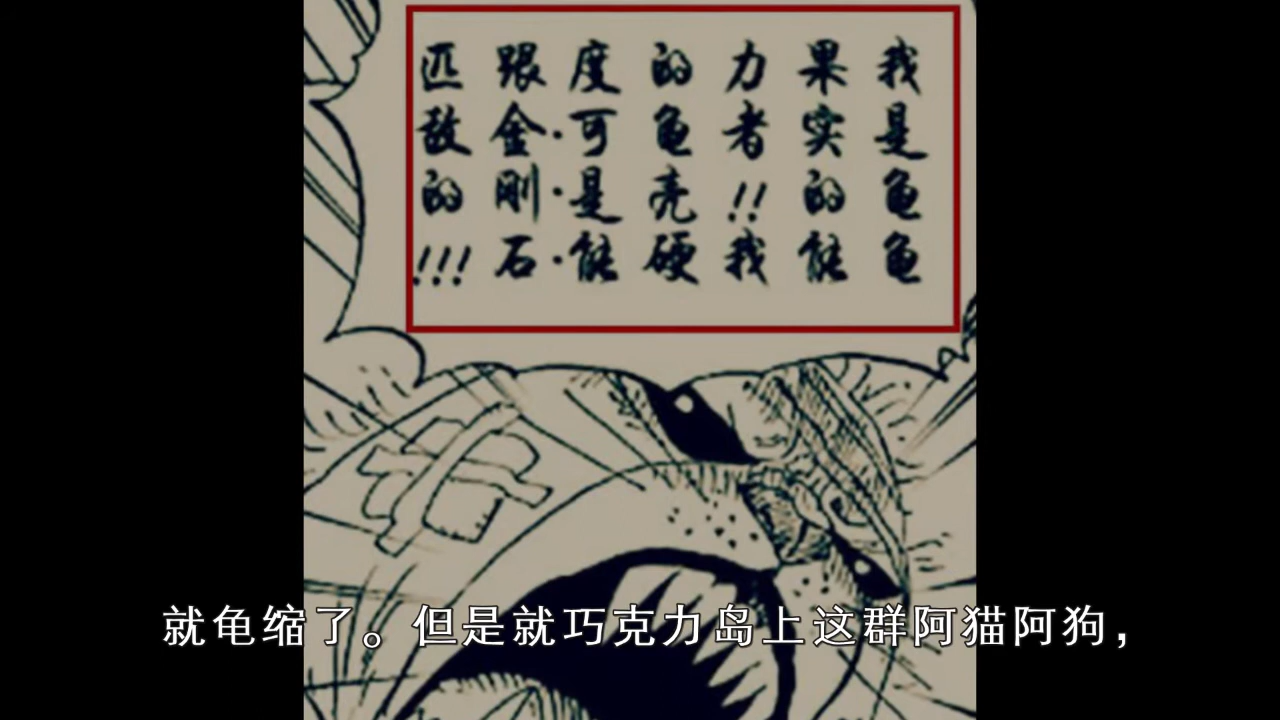 我是龟龟
果实的能
力者!!我
的龟壳硬
度可是能
跟金刚石
匹敌的!!!
就龟缩了。但是就巧克力岛上这群阿猫阿狗，